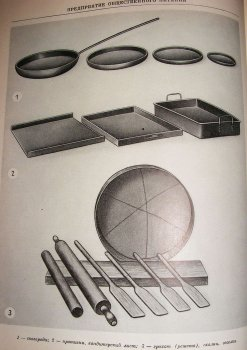 ПРЕДПРИЯТИЕ ОБЩЕСТВЕННОГО ПИТАНИЯ
1
2
3
1 — сковороды; 2 — противни, кондитерский лист; 3 — грохот (решето), скалки,